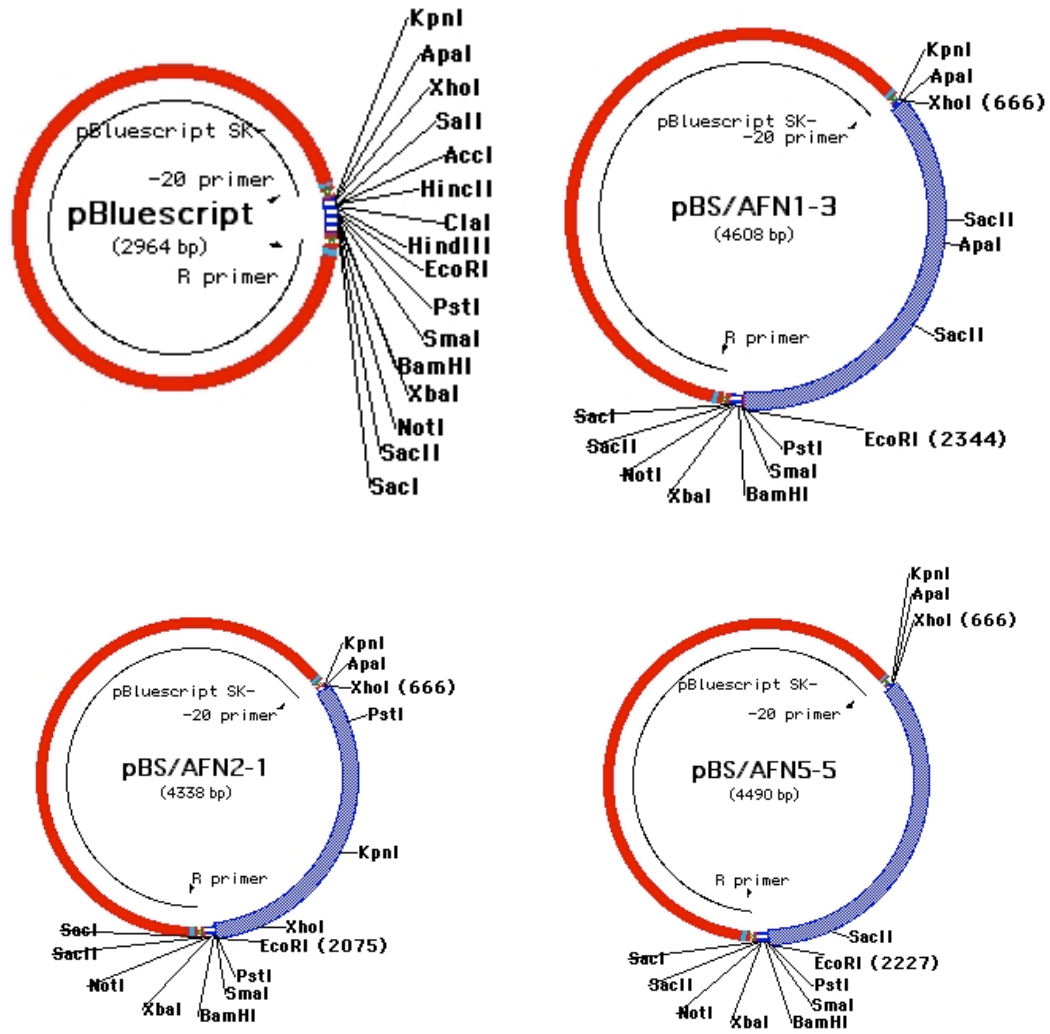 KpnI
ApaI
XhoI
SalI
AccI
HincII
ClaI
HindIII
EcoRI
PstI
SmaI
BamHI
XbaI
NotI
SacII
SacI
pBluescript SK-
-20 primer
pBluescript
(2964 bp)
R primer
KpnI
ApaI
XhoI (666)
pBluescript SK-
-20 primer
pBS/AFN1-3
(4608 bp)
SacII
ApaI
SacII
R primer
SacI
SacII
NotI
XbaI
BamHI
SmaI
PstI
EcoRI (2344)
KpnI
ApaI
XhoI (666)
PstI
pBluescript SK-
-20 primer
pBS/AFN2-1
(4338 bp)
KpnI
R primer
XhoI
EcoRI (2075)
SacI
SacII
NotI
XbaI
BamHI
SmaI
PstI
KpnI
ApaI
XhoI (666)
pBluescript SK-
-20 primer
pBS/AFN5-5
(4490 bp)
R primer
SacII
EcoRI (2227)
SacI
SacII
NotI
XbaI
BamHI
SmaI
PstI